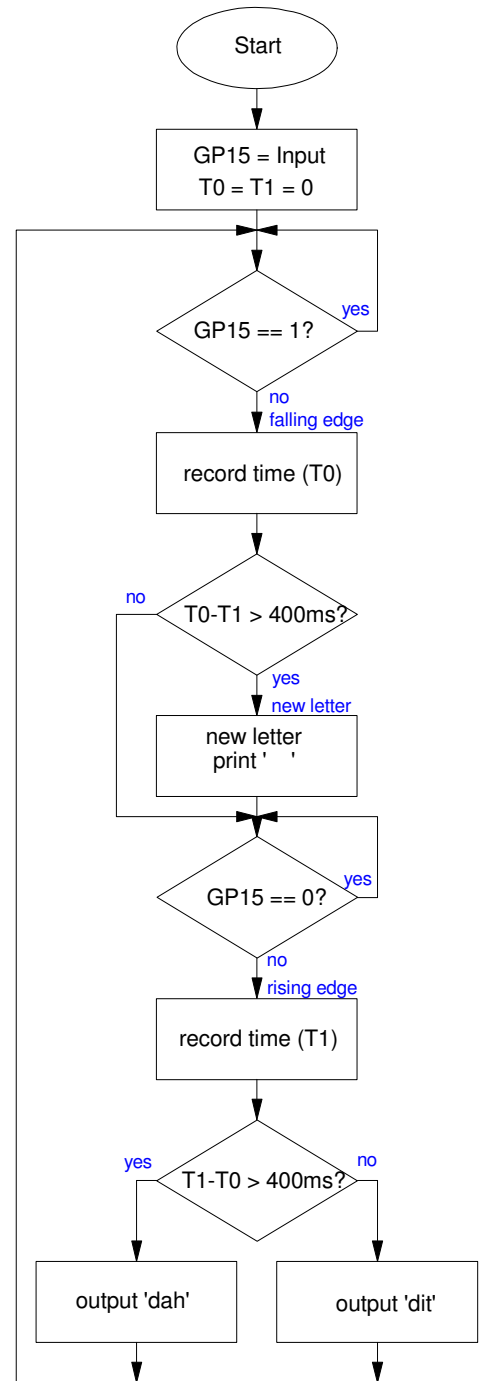 Start
GP15 = Input
T0 = T1 = 0
yes
GP15 == 1?
no
falling edge
record time (T0)
no
T0-T1 > 400ms?
yes
new letter
new letter
print '    '
yes
GP15 == 0?
no
rising edge
record time (T1)
yes
no
T1-T0 > 400ms?
output 'dah'
output 'dit'